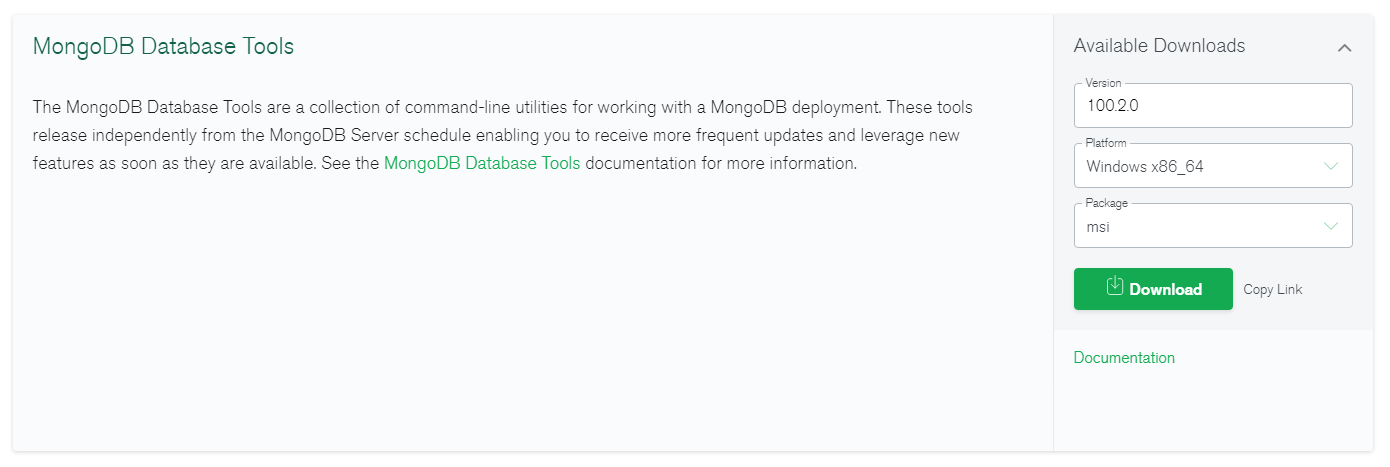 MongoDB Database Tools
The MongoDB Database Tools are a collection of command-line utilities for working with a MongoDB deployment. These tools
release independently from the MongoDB Server schedule enabling you to receive more frequent updates and leverage new
features as soon as they are available. See the MongoDB Database Tools documentation for more information.
Available Downloads
Version
100.2.0
Platform
Windows x86_64
Package
msi
Download
Copy Link
Documentation